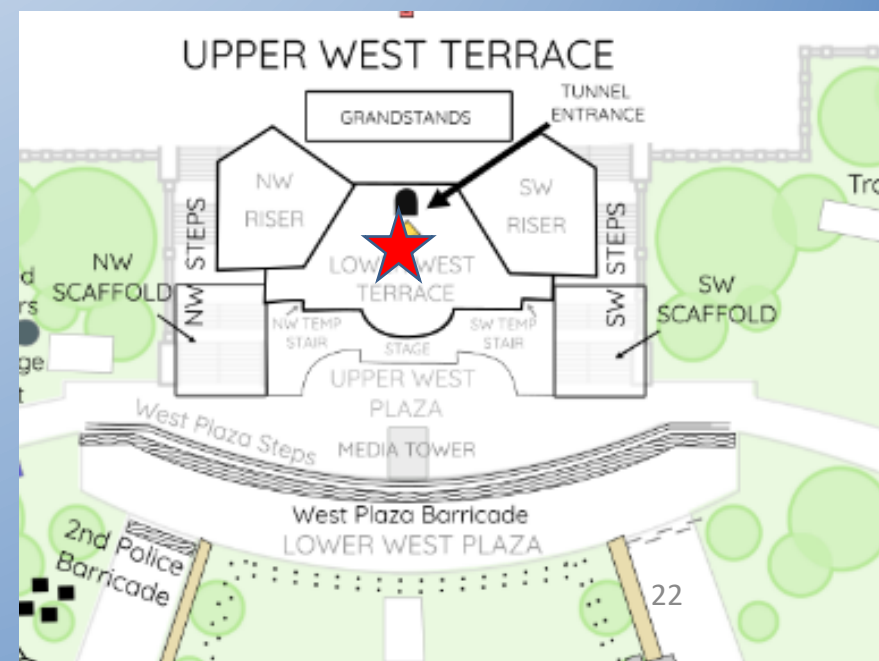 UPPER WEST TERRACE
TUNNEL
ENTRANCE
GRANDSTANDS
NW
RISER
SW
RISER
NW STEPS
SW STEPS
LOWER WEST
TERRACE
NW
SCAFFOLD
SW
SCAFFOLD
NW TEMP
STAIR
SW TEMP
STAIR
STAGE
UPPER WEST
PLAZA
West Plaza Steps
MEDIA TOWER
West Plaza Barricade
LOWER WEST PLAZA
2nd Police
Barricade
22